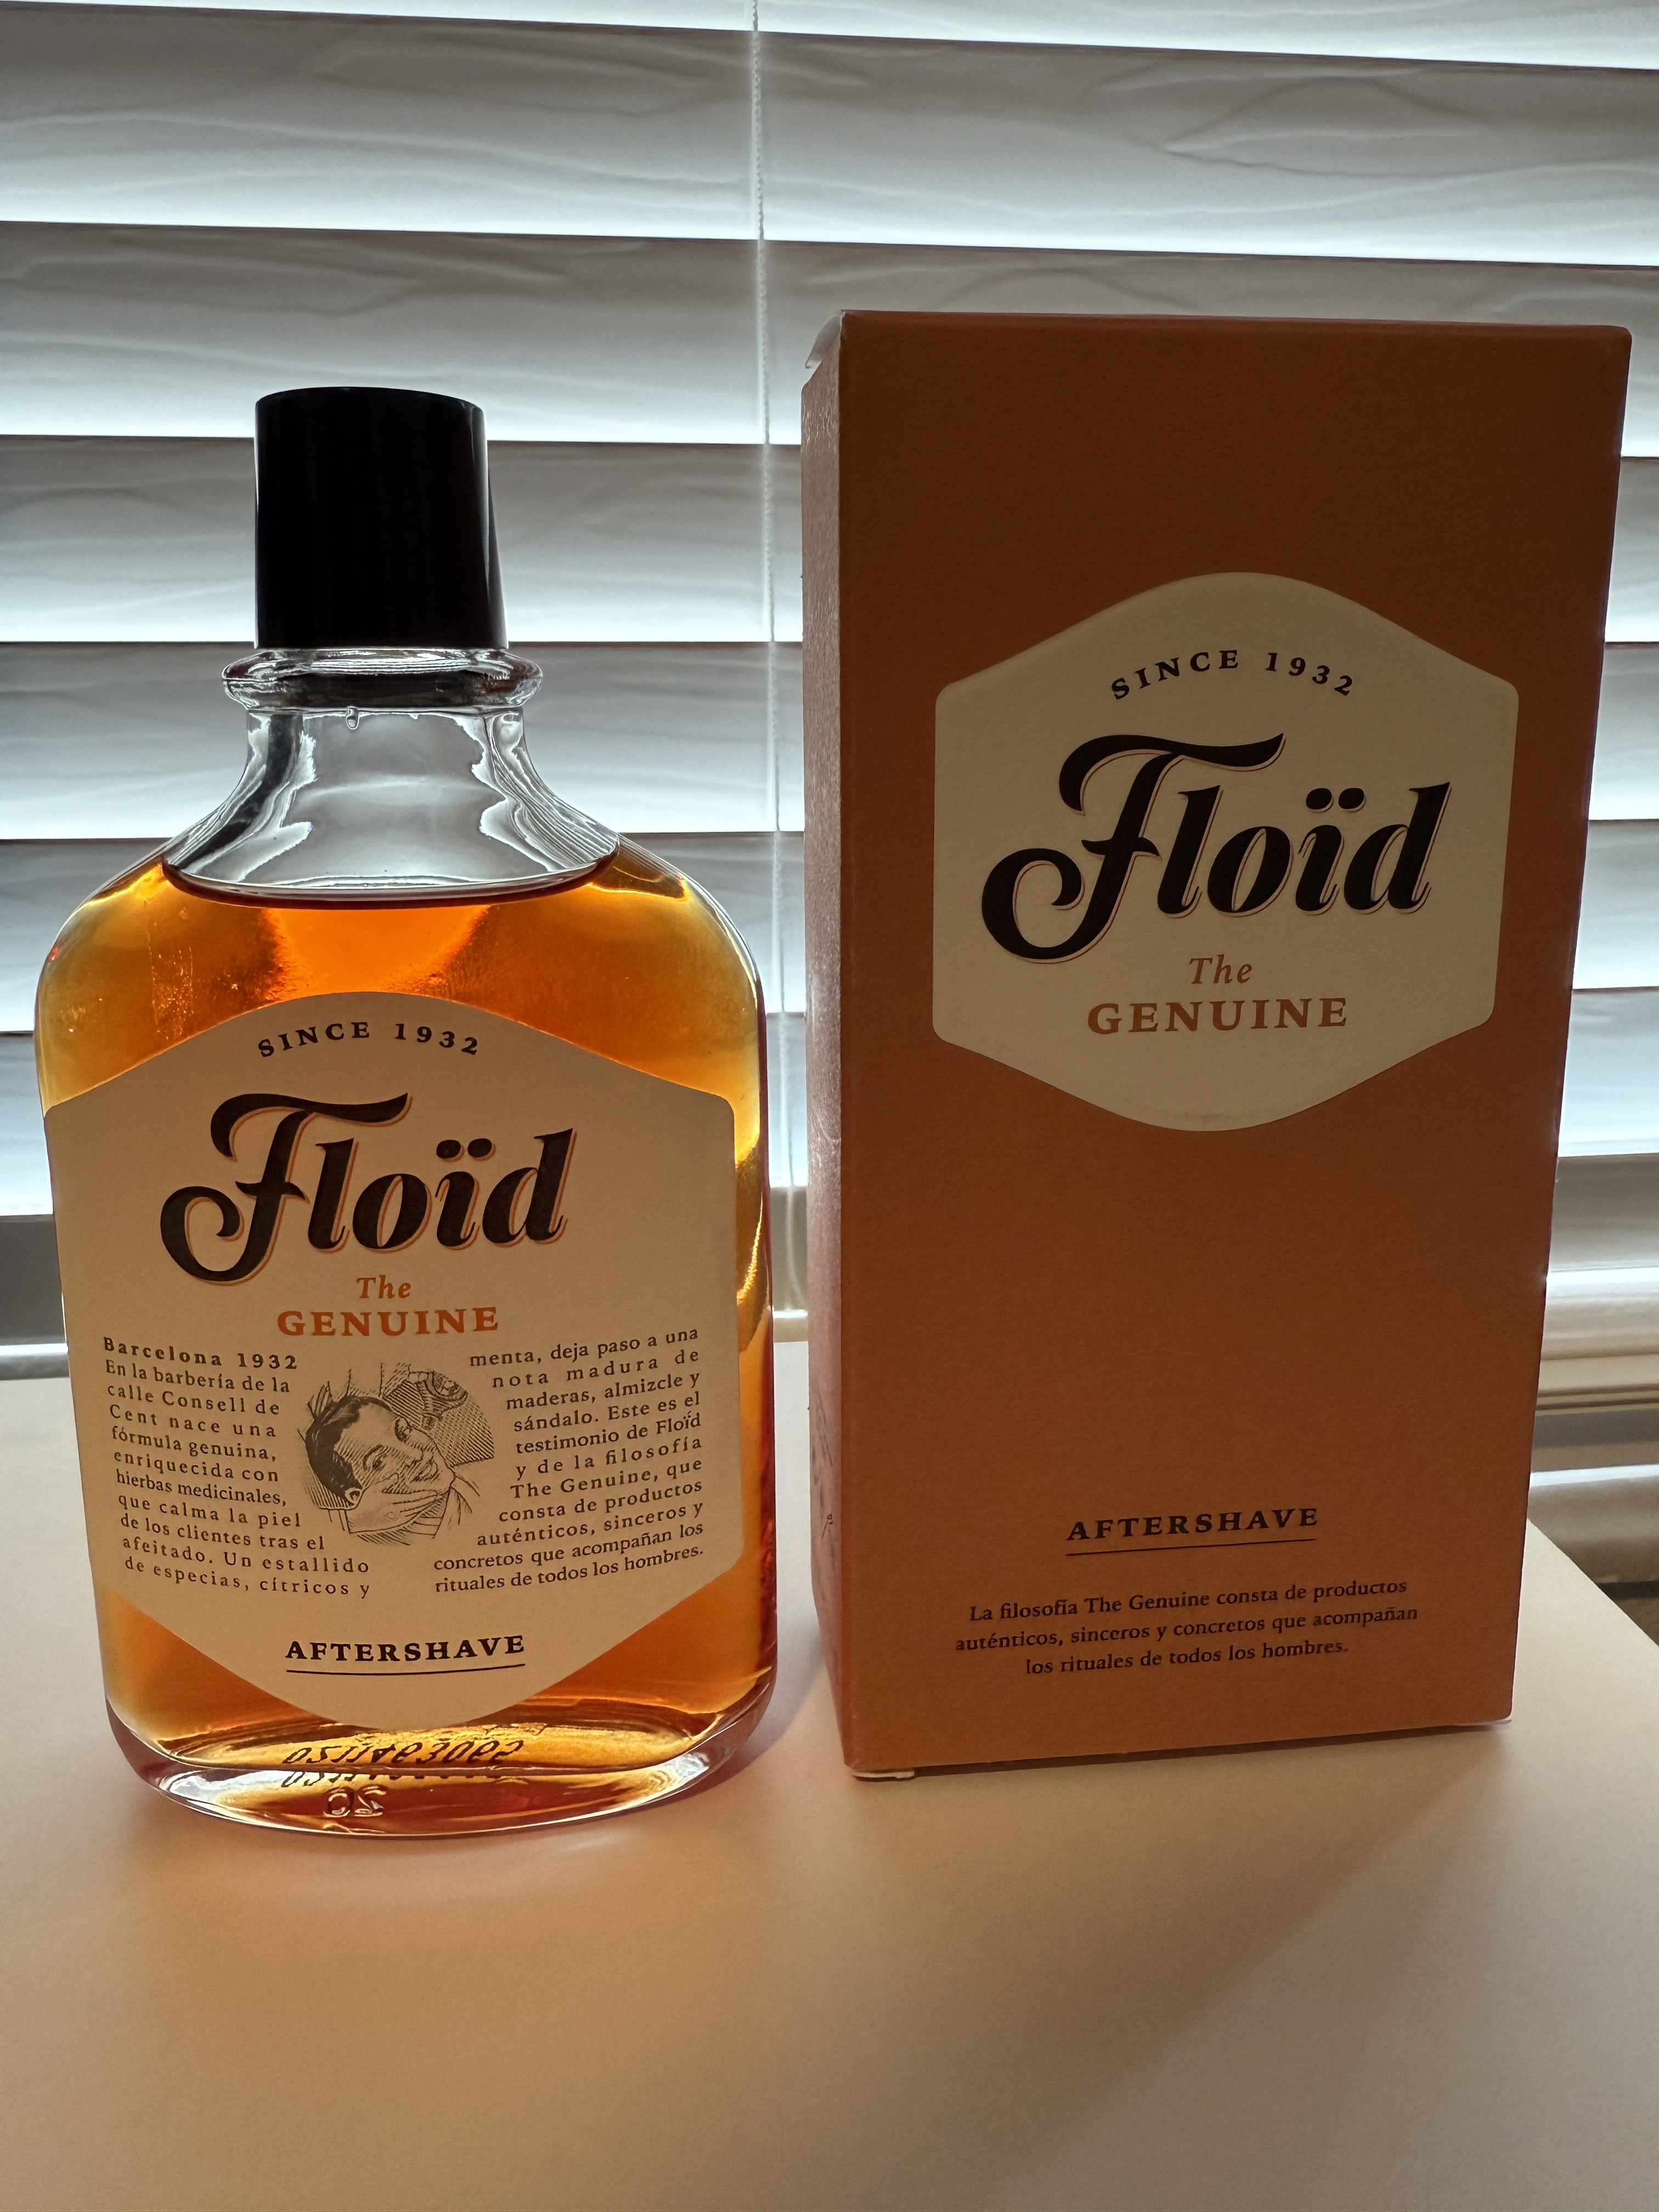 SINCE 1932
Floïd
The
GENUINE
Barcelona 1932
En la barbería de la
calle Consell de
Cent nace una
fórmula genuina,
enriquecida con
hierbas medicinales,
que calma la piel
de los clientes tras el
afeitado. Un estallido
de especias, cítricos y
menta, deja paso a una
nota madura de
maderas, almizcle y
sándalo. Este es el
testimonio de Floïd
y de la filosofía
The Genuine, que
consta de productos
auténticos, sinceros y
concretos que acompañan los
rituales de todos los hombres.
AFTERSHAVE
SINCE 1932
Floïd
The
GENUINE
AFTERSHAVE
La filosofía The Genuine consta de productos
auténticos, sinceros y concretos que acompañan
los rituales de todos los hombres.